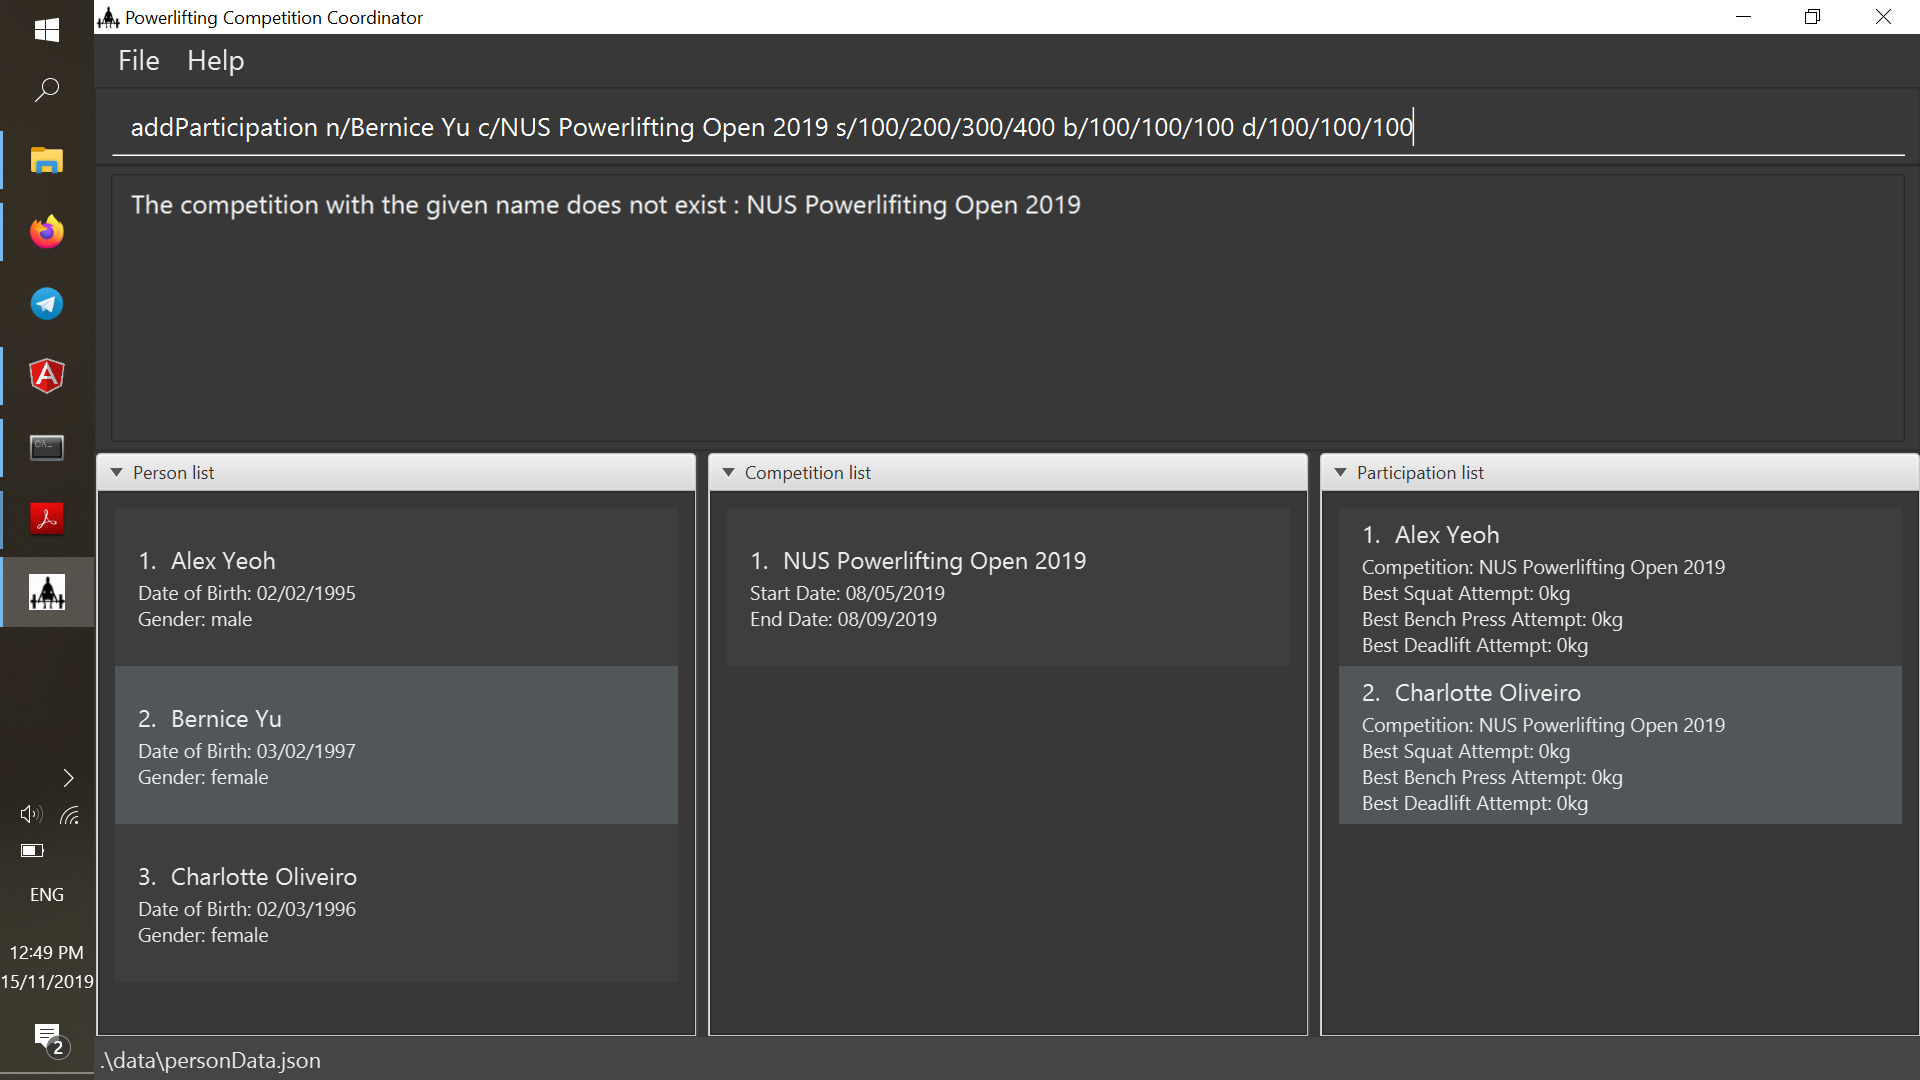 Powerlifting Competition Coordinator
File Help
addParticipation n/Bernice Yu c/NUS Powerlifting Open 2019 s/100/200/300/400 b/100/100/100 d/100/100/100
The competition with the given name does not exist : NUS Powerlifiting Open 2019
Person list
1. Alex Yeoh
Date of Birth: 02/02/1995
Gender: male
2. Bernice Yu
Date of Birth: 03/02/1997
Gender: female
3. Charlotte Oliveiro
Date of Birth: 02/03/1996
Gender: female
Competition list
1. NUS Powerlifting Open 2019
Start Date: 08/05/2019
End Date: 08/09/2019
Participation list
1. Alex Yeoh
Competition: NUS Powerlifting Open 2019
Best Squat Attempt: 0kg
Best Bench Press Attempt: 0kg
Best Deadlift Attempt: 0kg
2. Charlotte Oliveiro
Competition: NUS Powerlifting Open 2019
Best Squat Attempt: 0kg
Best Bench Press Attempt: 0kg
Best Deadlift Attempt: 0kg
.\data\personData.json
ENG
12:49 PM
15/11/2019
2